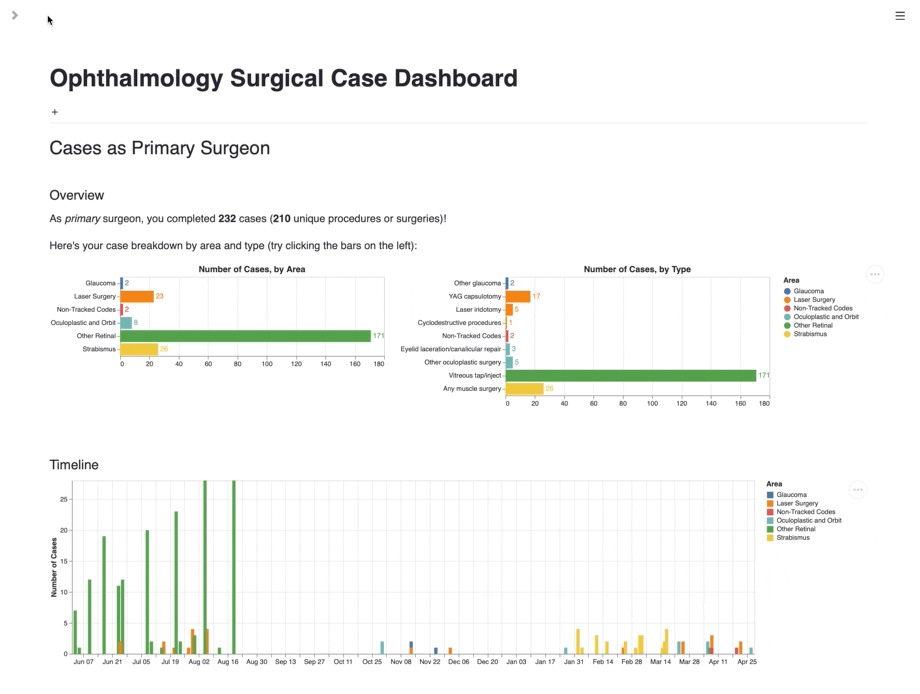 Ophthalmology Surgical Case Dashboard
+
Cases as Primary Surgeon
Overview
As primary surgeon, you completed 232 cases (210 unique procedures or surgeries)!
Here's your case breakdown by area and type (try clicking the bars on the left):
Number of Cases, by Area
Glaucoma 2
Laser Surgery 23
Non-Tracked Codes 2
Oculoplastic and Orbit 8
Other Retinal 171
Strabismus 26
0 20 40 60 80 100 120 140 160 180
Number of Cases, by Type
Other glaucoma 2
YAG capsulotomy 17
Laser iridotomy 5
Cyclodestructive procedures 1
Non-Tracked Codes 2
Eyelid laceration/canalicular repair 3
Other oculoplastic surgery 5
Vitreous tap/inject 171
Any muscle surgery 26
0 20 40 60 80 100 120 140 160 180
Area
Glaucoma
Laser Surgery
Non-Tracked Codes
Oculoplastic and Orbit
Other Retinal
Strabismus
Timeline
Number of Cases
25
20
15
10
5
0
Jun 07 Jun 21 Jul 05 Jul 19 Aug 02 Aug 16 Aug 30 Sep 13 Sep 27 Oct 11 Oct 25 Nov 08 Nov 22 Dec 06 Dec 20 Jan 03 Jan 17 Jan 31 Feb 14 Feb 28 Mar 14 Mar 28 Apr 11 Apr 25
Area
Glaucoma
Laser Surgery
Non-Tracked Codes
Oculoplastic and Orbit
Other Retinal
Strabismus